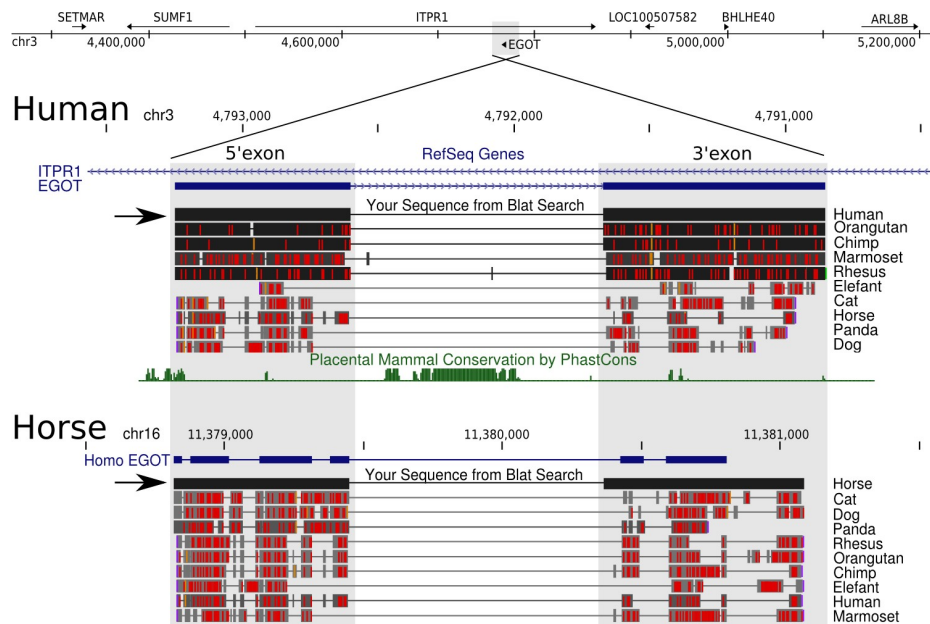 SETMAR SUMF1 ITPR1 LOC100507582 BHLHE40 ARL8B
chr3 4,400,000 4,600,000 EGOT 5,000,000 5,200,000
Human chr3 4,793,000 4,792,000 4,791,000
5'exon RefSeq Genes 3'exon
ITPR1
EGOT
Your Sequence from Blat Search Human
Orangutan
Chimp
Marmoset
Rhesus
Elefant
Cat
Horse
Panda
Dog
Placental Mammal Conservation by PhastCons
Horse chr16 11,379,000 11,380,000 11,381,000
Homo EGOT
Your Sequence from Blat Search Horse
Cat
Dog
Panda
Rhesus
Orangutan
Chimp
Elefant
Human
Marmoset